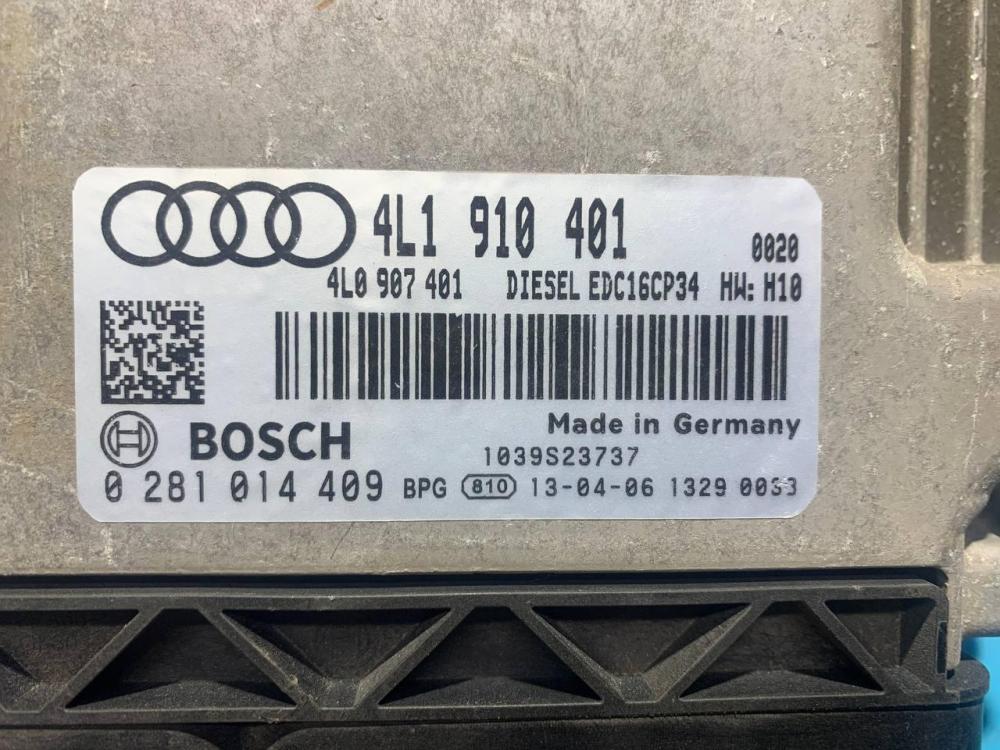 4L1 910 401
0020
4L0 907 401 DIESEL EDC16CP34 HW: H10
Made in Germany
BOSCH
1039S23737
0 281 014 409 BPG 810 13-04-06 1329